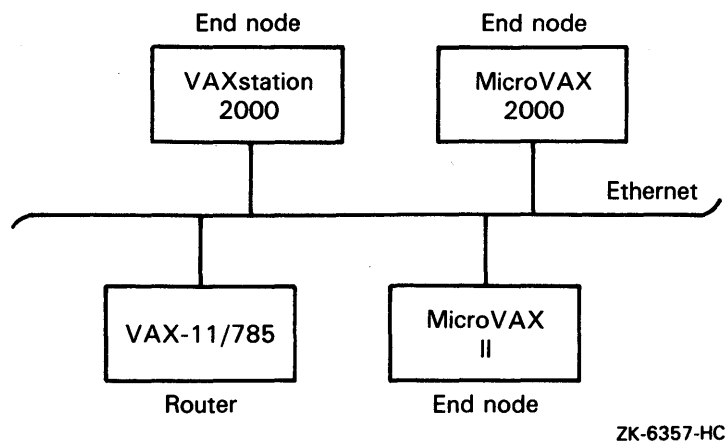 End node
End node
VAXstation
2000
MicroVAX
2000
Ethernet
VAX-11/785
MicroVAX
II
Router
End node
ZK-6357-HC